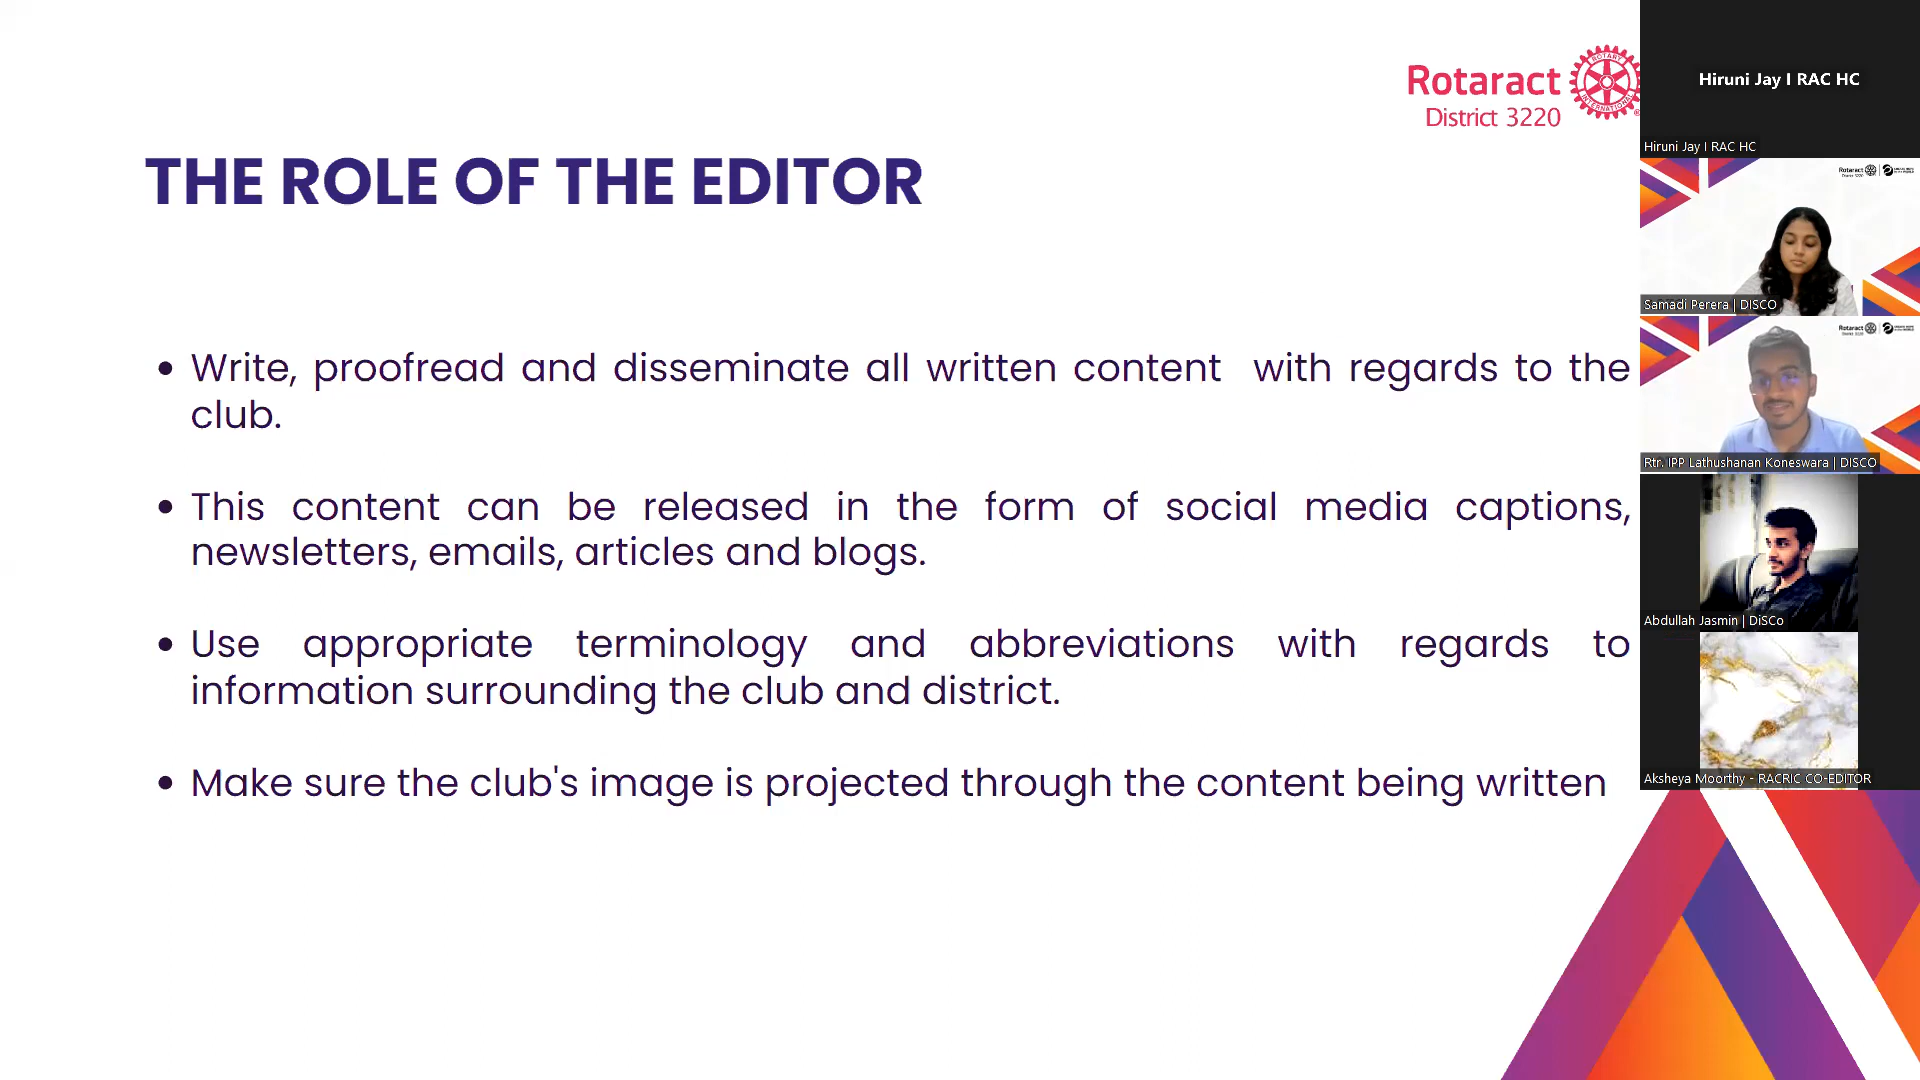 Rotaract
District 3220
ROTARY
INTERNATIONAL
THE ROLE OF THE EDITOR
Write, proofread and disseminate all written content with regards to the
club.
This content can be released in the form of social media captions,
newsletters, emails, articles and blogs.
Use appropriate terminology and abbreviations with regards to
information surrounding the club and district.
Make sure the club's image is projected through the content being written
Hiruni Jay I RAC HC
Hiruni Jay I RAC HC
Rotaract
Samadi Perera | DISCO
Rotaract
Rtr. IPP Lathushanan Koneswara | DISCO
Abdullah Jasmin | DiSCo
Aksheya Moorthy - RACRIC CO-EDITOR